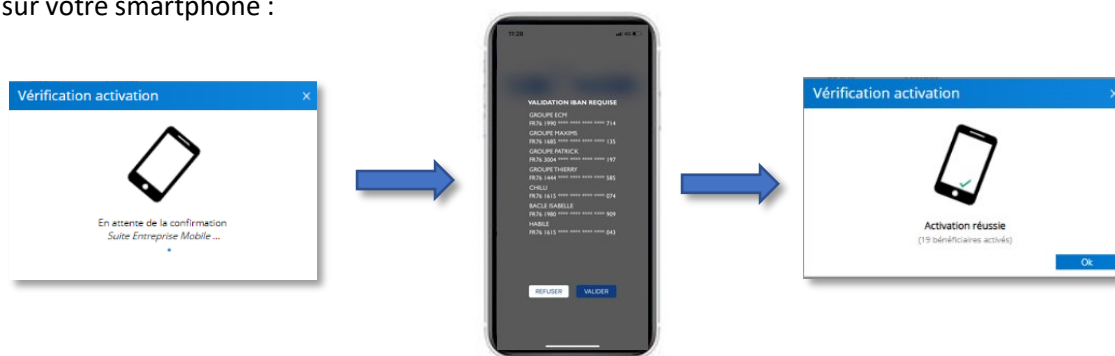 sur votre smartphone :
Vérification activation ×
En attente de la confirmation
Suite Entreprise Mobile ...
11:28
4G
VALIDATION IBAN REQUISE
GROUPE ECM
FR76 1990 **** **** **** **** 714
GROUPE MAXIMS
FR76 1685 **** **** **** **** 135
GROUPE PATRICK
FR76 3004 **** **** **** **** 197
GROUPE THIERRY
FR76 1444 **** **** **** **** 585
CHILLI
FR76 1615 **** **** **** **** 074
BACLE ISABELLE
FR76 1980 **** **** **** **** 909
HABILE
FR76 1615 **** **** **** **** 043
REFUSER VALIDER
Vérification activation ×
Activation réussie
(19 bénéficiaires activés)
Ok